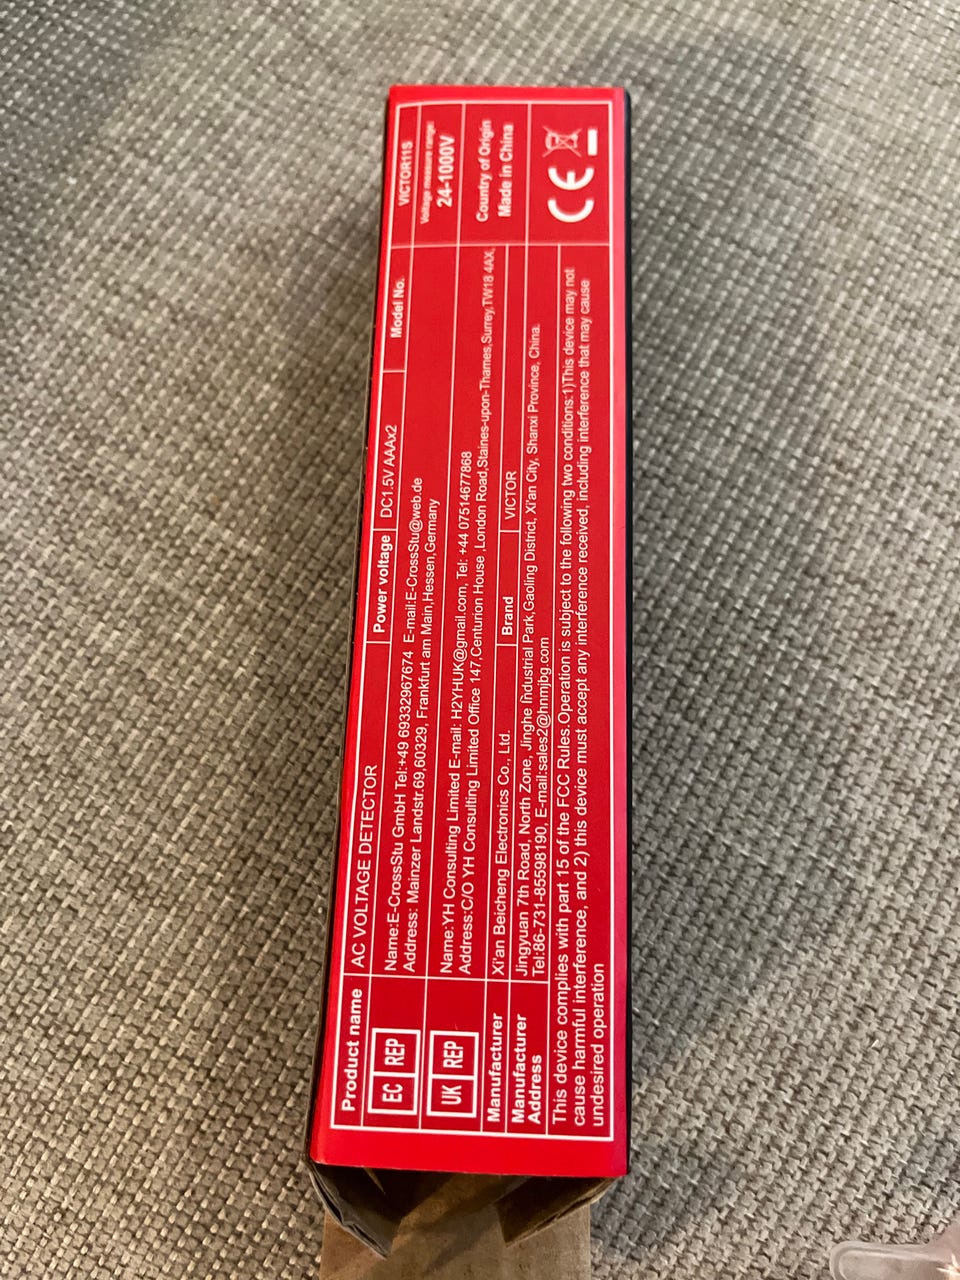 Product name AC VOLTAGE DETECTOR Power voltage DC1.5V AAAx2 Model No. VICTOR11S
EC REP
Name:E-CrossStu GmbH Tel:+49 69332967674 E-mail:E-CrossStu@web.de
Address: Mainzer Landstr.69,60329, Frankfurt am Main,Hessen,Germany
Voltage measure range:
24-1000V
UK REP
Name:YH Consulting Limited E-mail: H2YHUK@gmail.com, Tel: +44 07514677868
Address:C/O YH Consulting Limited Office 147,Centurion House ,London Road,Staines-upon-Thames,Surrey,TW18 4AX,
Country of Origin
Made in China
Manufacturer Xi'an Beicheng Electronics Co., Ltd. Brand VICTOR
Manufacturer
Address
Jingyuan 7th Road, North Zone, Jinghe Industrial Park,Gaoling District, Xi'an City, Shanxi Province, China.
Tel:86-731-85598190, E-mail:sales2@hnmjbg.com
CE
This device complies with part 15 of the FCC Rules.Operation is subject to the following two conditions:1)This device may not
cause harmful interference, and 2) this device must accept any interference received, including interference that may cause
undesired operation